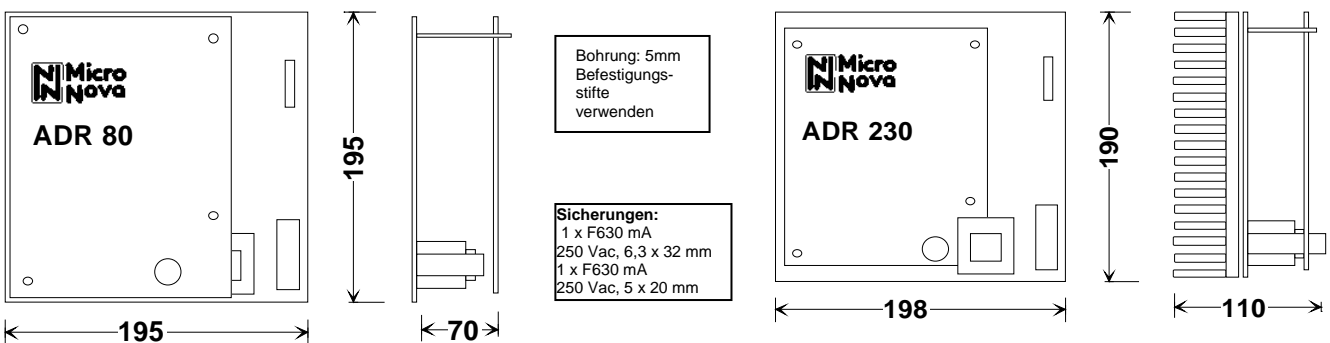 Micro
Nova
ADR 80
195
195
70
Bohrung: 5mm
Befestigungs-
stifte
verwenden
Sicherungen:
1 x F630 mA
250 Vac, 6,3 x 32 mm
1 x F630 mA
250 Vac, 5 x 20 mm
Micro
Nova
ADR 230
198
190
110